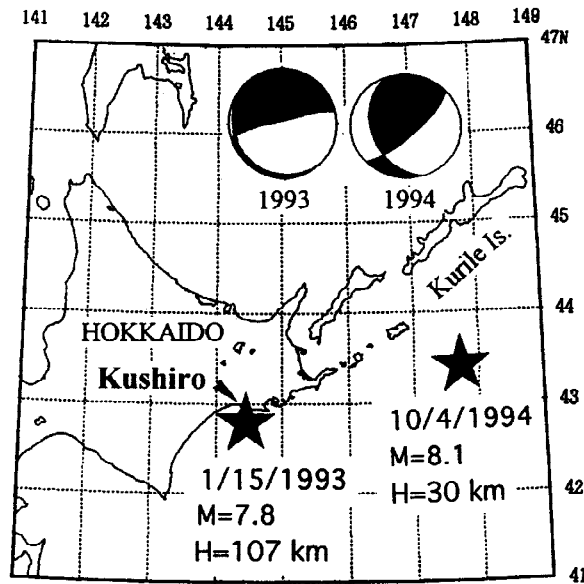 141 142 143 144 145 146 147 148 149
47N
46
1993 1994
45
Kurile Is.
44
HOKKAIDO
Kushiro
43
10/4/1994
M=8.1
H=30 km
1/15/1993
M=7.8
H=107 km
42
41